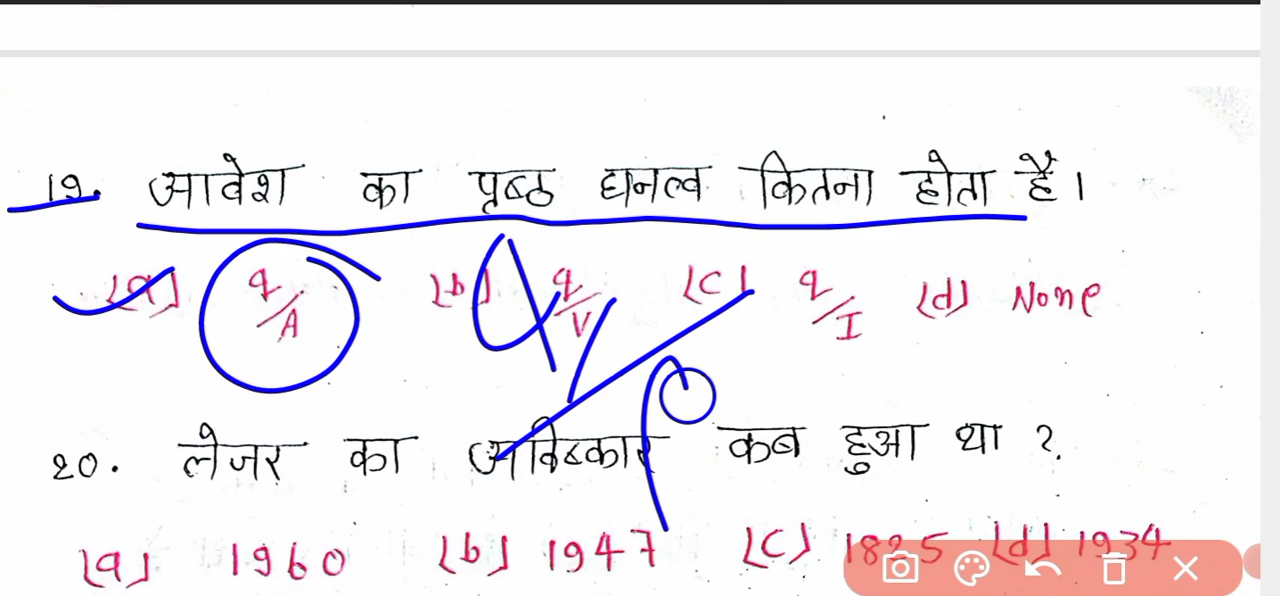 19. आवेश का पृष्ठ घनत्व कितना होता है।
(a) q/A (b) q/V (c) q/I (d) None
20. लेजर का आविष्कार कब हुआ था ?
(a) 1960 (b) 1947 (c) 1825 (d) 1934